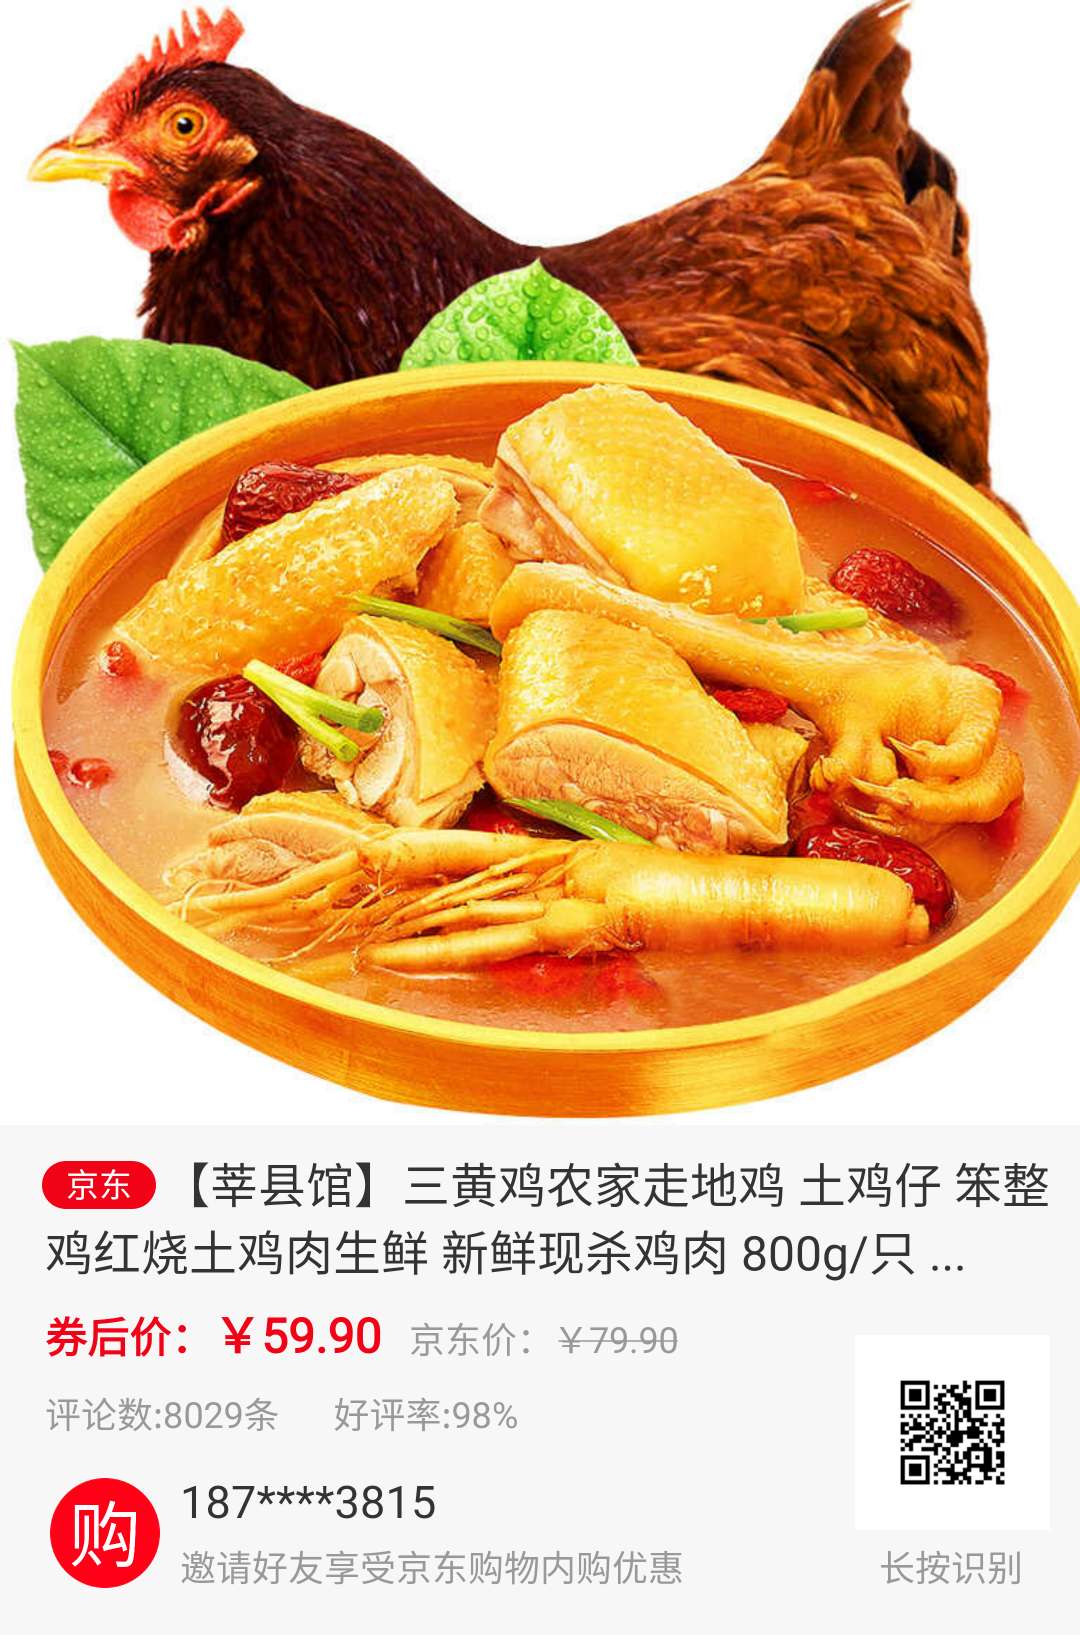 京东 【莘县馆】三黄鸡农家走地鸡 土鸡仔 笨整
鸡红烧土鸡肉生鲜 新鲜现杀鸡肉 800g/只 ...
券后价：￥59.90 京东价：￥79.90
评论数:8029条 好评率:98%
购
187****3815
邀请好友享受京东购物内购优惠
长按识别